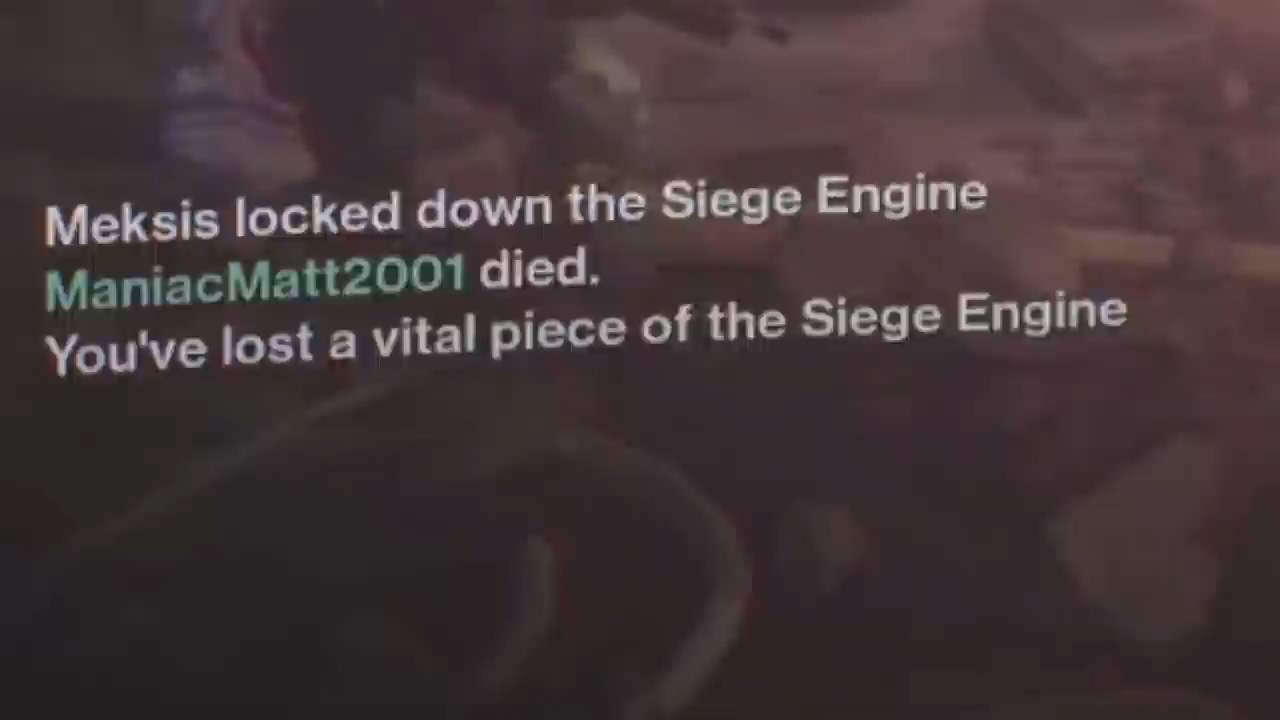 Meksis locked down the Siege Engine
ManiacMatt2001 died.
You've lost a vital piece of the Siege Engine